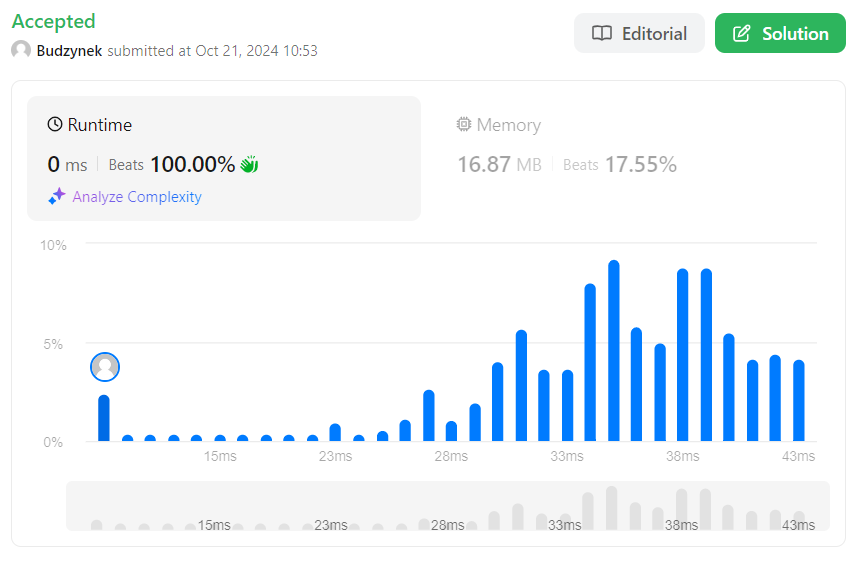 Accepted
Budzynek submitted at Oct 21, 2024 10:53
Editorial
Solution
Runtime
0 ms Beats 100.00%
Analyze Complexity
Memory
16.87 MB Beats 17.55%
10%
5%
0%
15ms 23ms 28ms 33ms 38ms 43ms
15ms 23ms 28ms 33ms 38ms 43ms